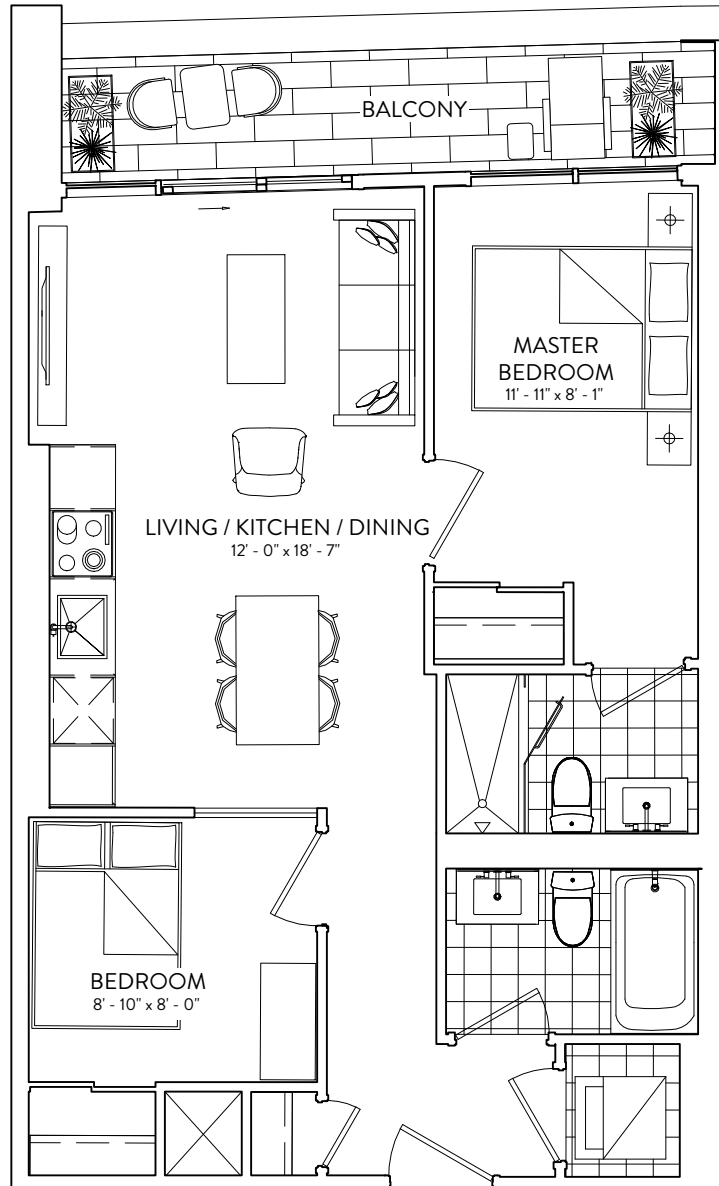 BALCONY
MASTER
BEDROOM
11' - 11" x 8' - 1"
LIVING / KITCHEN / DINING
12' - 0" x 18' - 7"
BEDROOM
8' - 10" x 8' - 0"